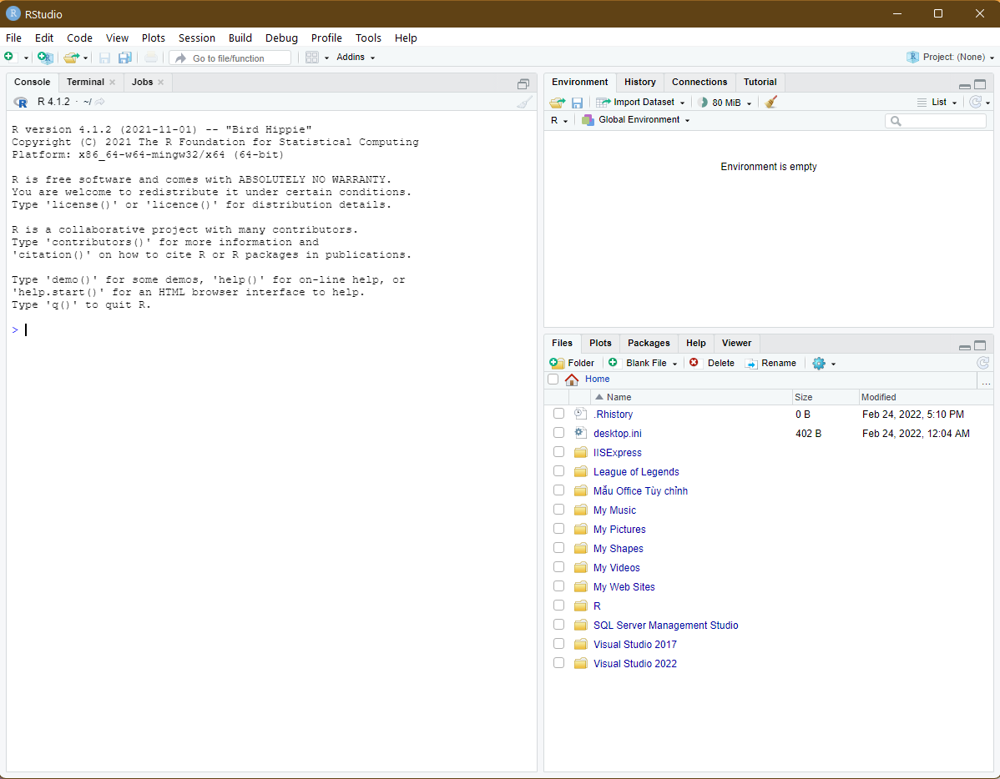 RStudio
File Edit Code View Plots Session Build Debug Profile Tools Help
Go to file/function Addins Project: (None)
Console Terminal Jobs
R 4.1.2 · ~/
R version 4.1.2 (2021-11-01) -- "Bird Hippie"
Copyright (C) 2021 The R Foundation for Statistical Computing
Platform: x86_64-w64-mingw32/x64 (64-bit)
R is free software and comes with ABSOLUTELY NO WARRANTY.
You are welcome to redistribute it under certain conditions.
Type 'license()' or 'licence()' for distribution details.
R is a collaborative project with many contributors.
Type 'contributors()' for more information and
'citation()' on how to cite R or R packages in publications.
Type 'demo()' for some demos, 'help()' for on-line help, or
'help.start()' for an HTML browser interface to help.
Type 'q()' to quit R.
>
Environment History Connections Tutorial
Import Dataset 80 MiB List
R Global Environment
Environment is empty
Files Plots Packages Help Viewer
Folder Blank File Delete Rename
Home ...
Name Size Modified
.Rhistory 0 B Feb 24, 2022, 5:10 PM
desktop.ini 402 B Feb 24, 2022, 12:04 AM
IISExpress
League of Legends
Mẫu Office Tùy chỉnh
My Music
My Pictures
My Shapes
My Videos
My Web Sites
R
SQL Server Management Studio
Visual Studio 2017
Visual Studio 2022